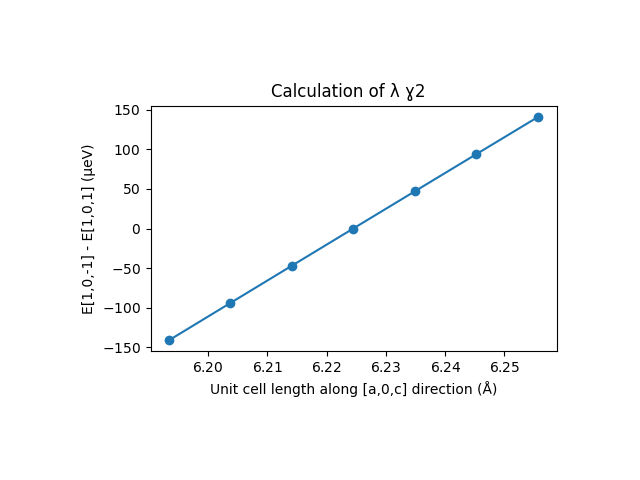 Calculation of λ ɣ2
E[1,0,-1] - E[1,0,1] (μeV)
150
100
50
0
−50
−100
−150
6.20 6.21 6.22 6.23 6.24 6.25
Unit cell length along [a,0,c] direction (Å)